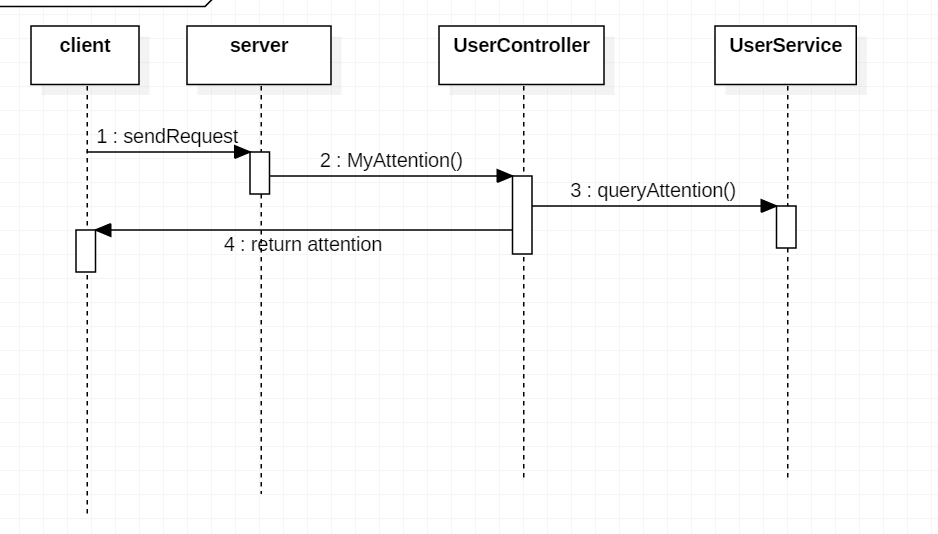 client
server
UserController
UserService
1 : sendRequest
2 : MyAttention()
3 : queryAttention()
4 : return attention